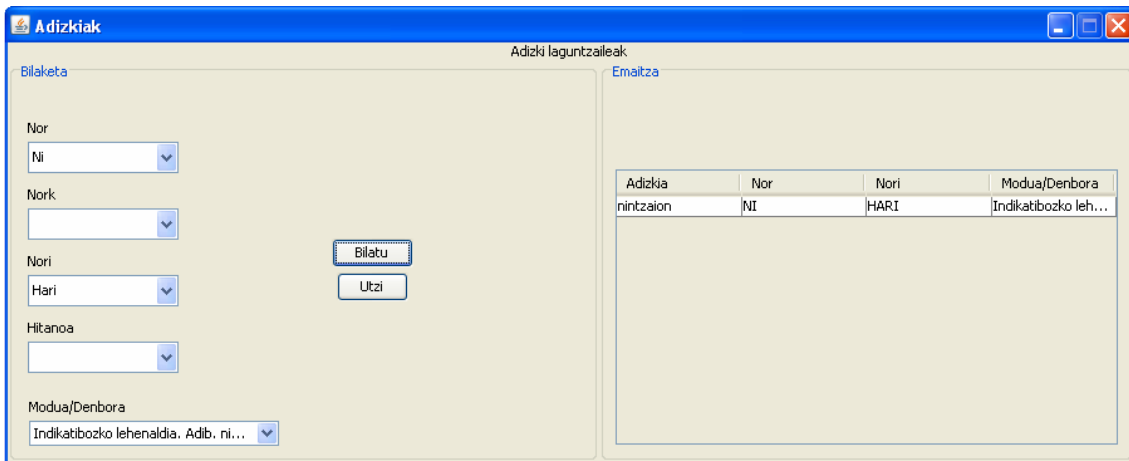 Adizkiak
Adizki laguntzaileak
Bilaketa
Nor
Ni
Nork
Nori
Hari
Hitanoa
Modua/Denbora
Indikatibozko lehenaldia. Adib. ni...
Bilatu
Utzi
Emaitza
Adizkia Nor Nori Modua/Denbora
nintzaion NI HARI Indikatibozko leh...